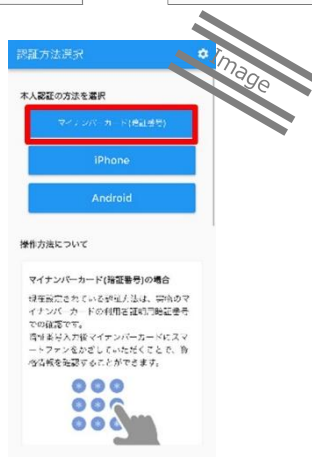 認証方法選択
Image
本人認証の方法を選択
マイナンバーカード(暗証番号)
iPhone
Android
操作方法について
マイナンバーカード(暗証番号)の場合
現在設定されている認証方法は、実物のマ
イナンバーカードの利用者証明用暗証番号
での確認です。
暗証番号入力後マイナンバーカードにスマ
ートフォンをかざしていただくことで、資
格情報を確認することができます。